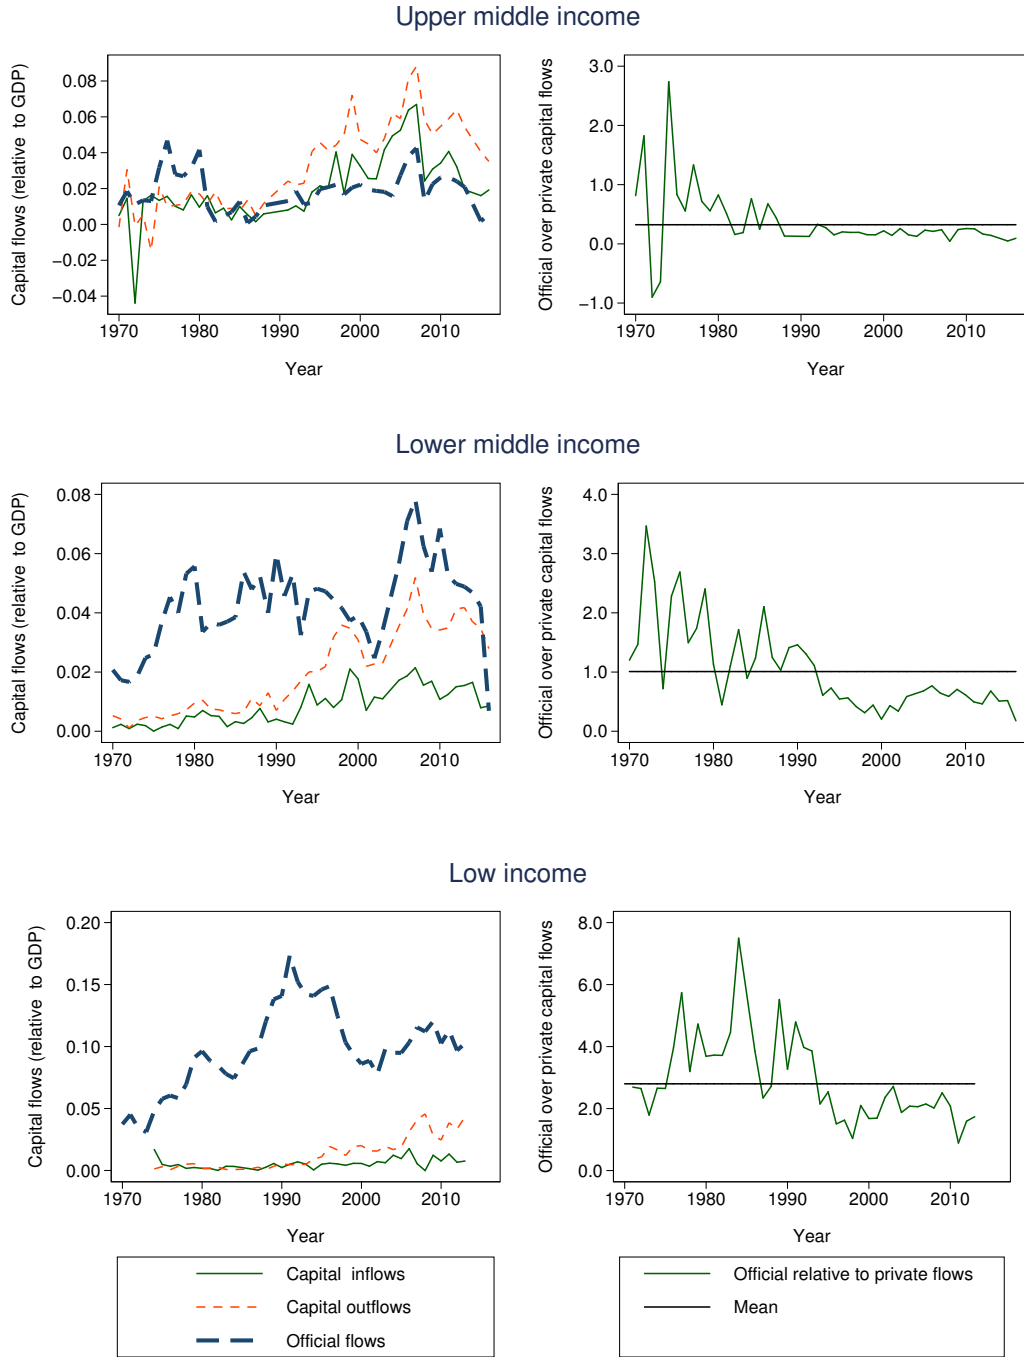 Upper middle income
Capital flows (relative to GDP)
0.08
0.06
0.04
0.02
0.00
−0.02
−0.04
1970 1980 1990 2000 2010
Year
Official over private capital flows
3.0
2.0
1.0
0.0
−1.0
1970 1980 1990 2000 2010
Year
Lower middle income
Capital flows (relative to GDP)
0.08
0.06
0.04
0.02
0.00
1970 1980 1990 2000 2010
Year
Official over private capital flows
4.0
3.0
2.0
1.0
0.0
1970 1980 1990 2000 2010
Year
Low income
Capital flows (relative to GDP)
0.20
0.15
0.10
0.05
0.00
1970 1980 1990 2000 2010
Year
Official over private capital flows
8.0
6.0
4.0
2.0
0.0
1970 1980 1990 2000 2010
Year
Capital inflows
Capital outflows
Official flows
Official relative to private flows
Mean